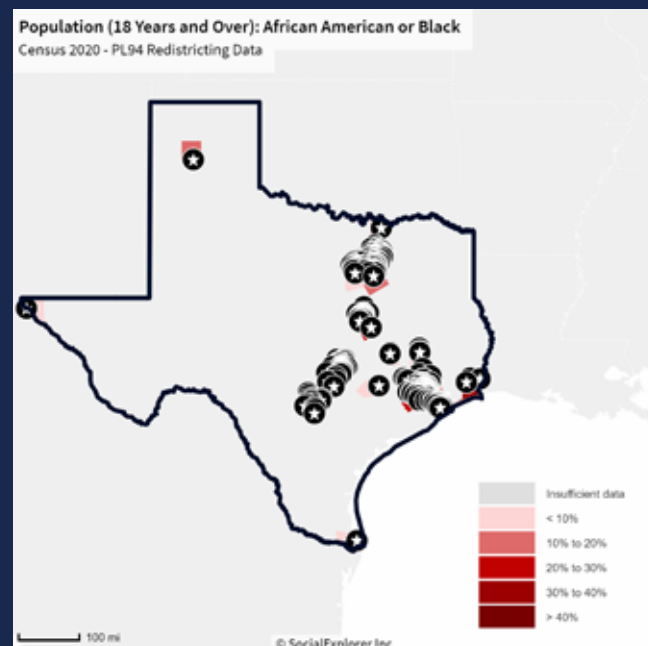 Population (18 Years and Over): African American or Black
Census 2020 - PL94 Redistricting Data
Insufficient data
< 10%
10% to 20%
20% to 30%
30% to 40%
> 40%
100 mi
© SocialExplorer Inc